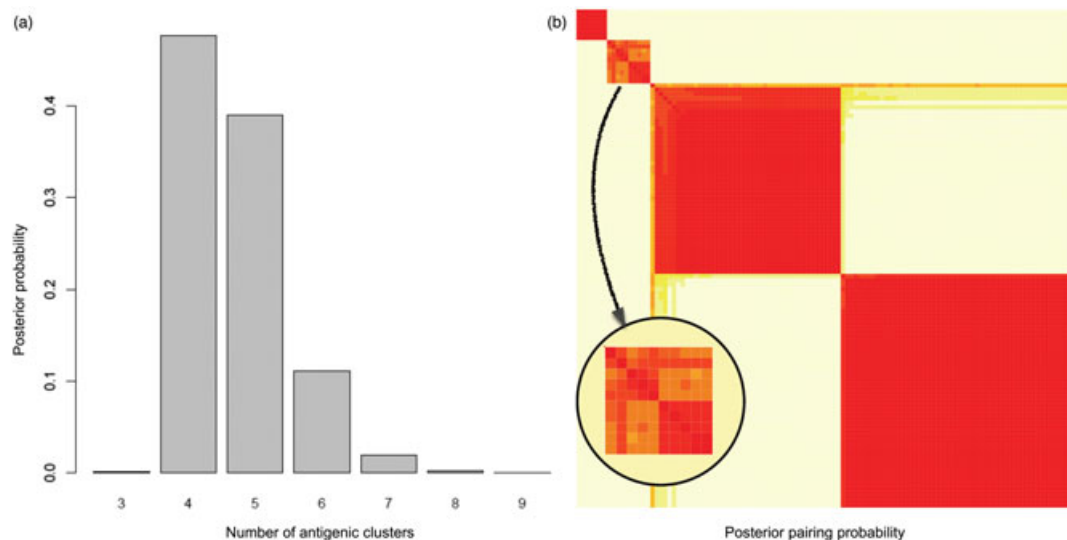 (a)
(b)
0.4
0.3
0.2
0.1
0.0
Posterior probability
3 4 5 6 7 8 9
Number of antigenic clusters
Posterior pairing probability